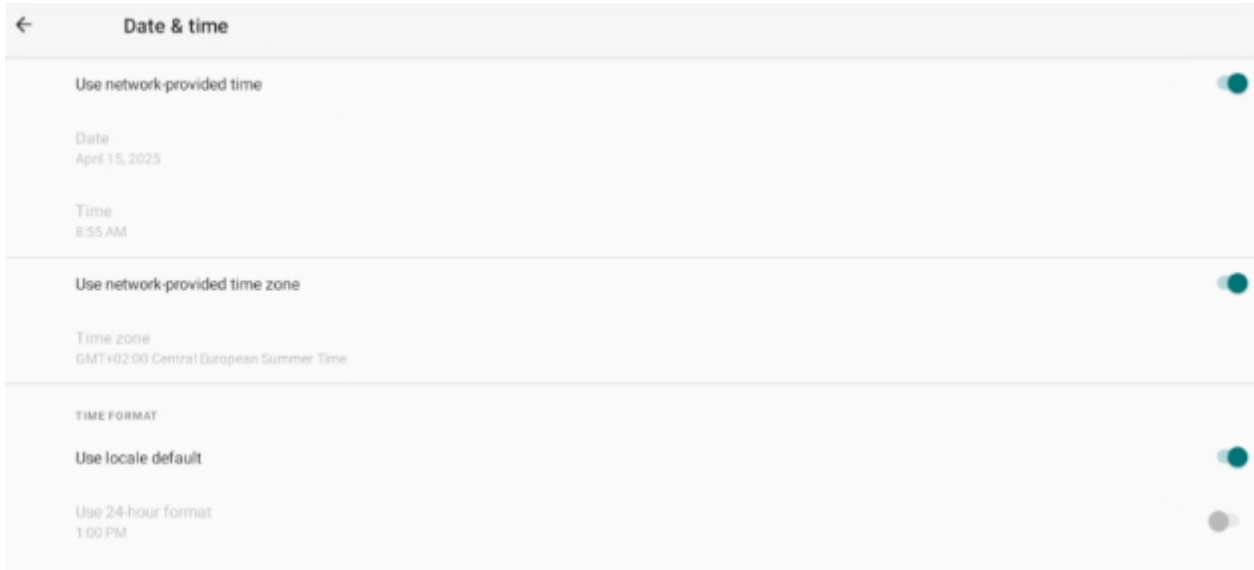 Date & time
Use network-provided time
Date
April 15, 2025
Time
8:55 AM
Use network-provided time zone
Time zone
GMT+02:00 Central European Summer Time
TIME FORMAT
Use locale default
Use 24-hour format
1:00 PM